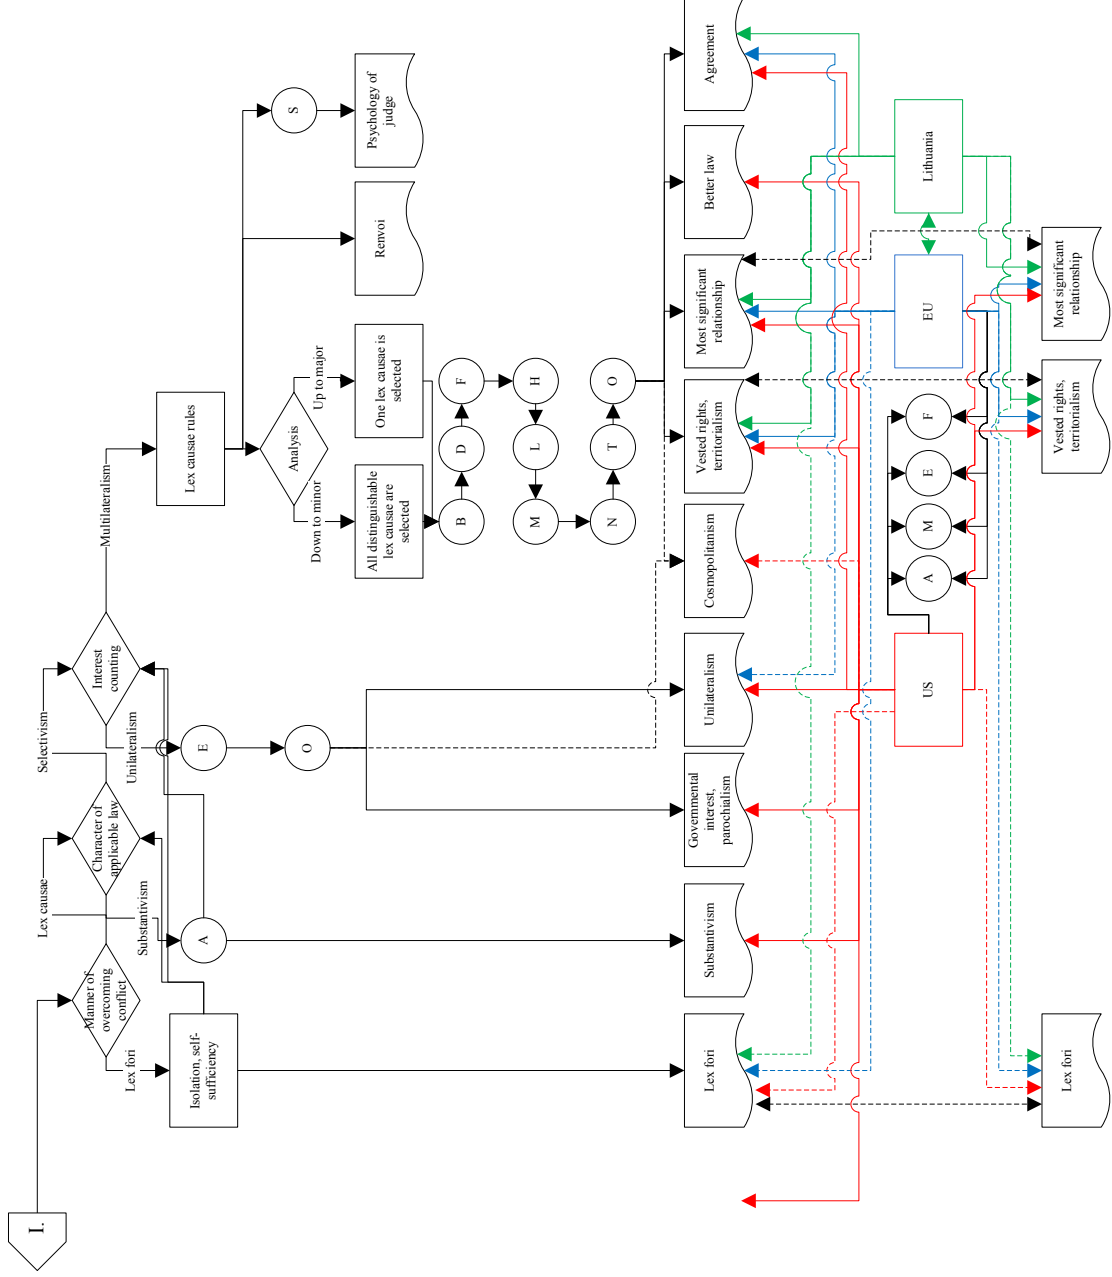 I.
Lex causae
Selectivism
Manner of
overcoming
conflict
Character of
applicable law
Interest
counting
Multilateralism
Lex fori
Substantivism
Unilateralism
Isolation, self-
sufficiency
A
E
Lex causae rules
O
Analysis
S
Down to minor
Up to major
All distinguishable
lex causae are
selected
One lex causae is
selected
Renvoi
Psychology of
judge
B
D
F
M
L
H
N
T
O
Lex fori
Substantivism
Governmental
interest,
parochialism
Unilateralism
Cosmopolitanism
Vested rights,
territorialism
Most significant
relationship
Better law
Agreement
US
A
M
E
F
EU
Lithuania
Lex fori
Vested rights,
territorialism
Most significant
relationship